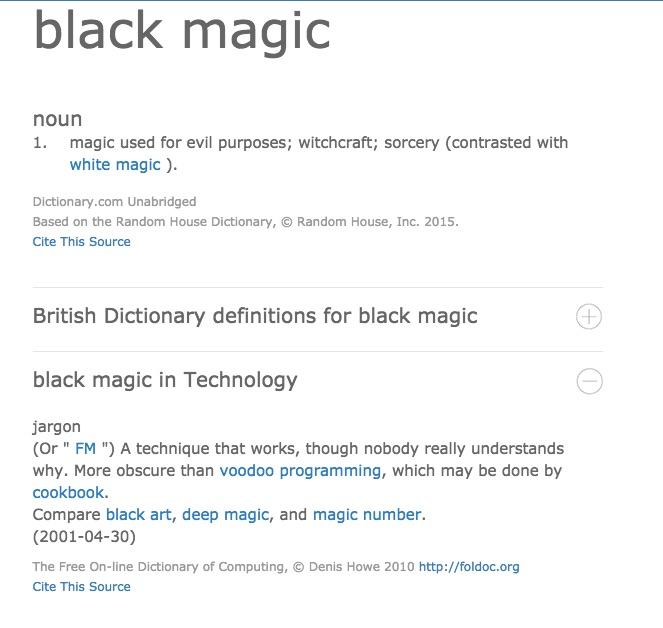 black magic
noun
1. magic used for evil purposes; witchcraft; sorcery (contrasted with
white magic ).
Dictionary.com Unabridged
Based on the Random House Dictionary, © Random House, Inc. 2015.
Cite This Source
British Dictionary definitions for black magic
black magic in Technology
jargon
(Or " FM ") A technique that works, though nobody really understands
why. More obscure than voodoo programming, which may be done by
cookbook.
Compare black art, deep magic, and magic number.
(2001-04-30)
The Free On-line Dictionary of Computing, © Denis Howe 2010 http://foldoc.org
Cite This Source